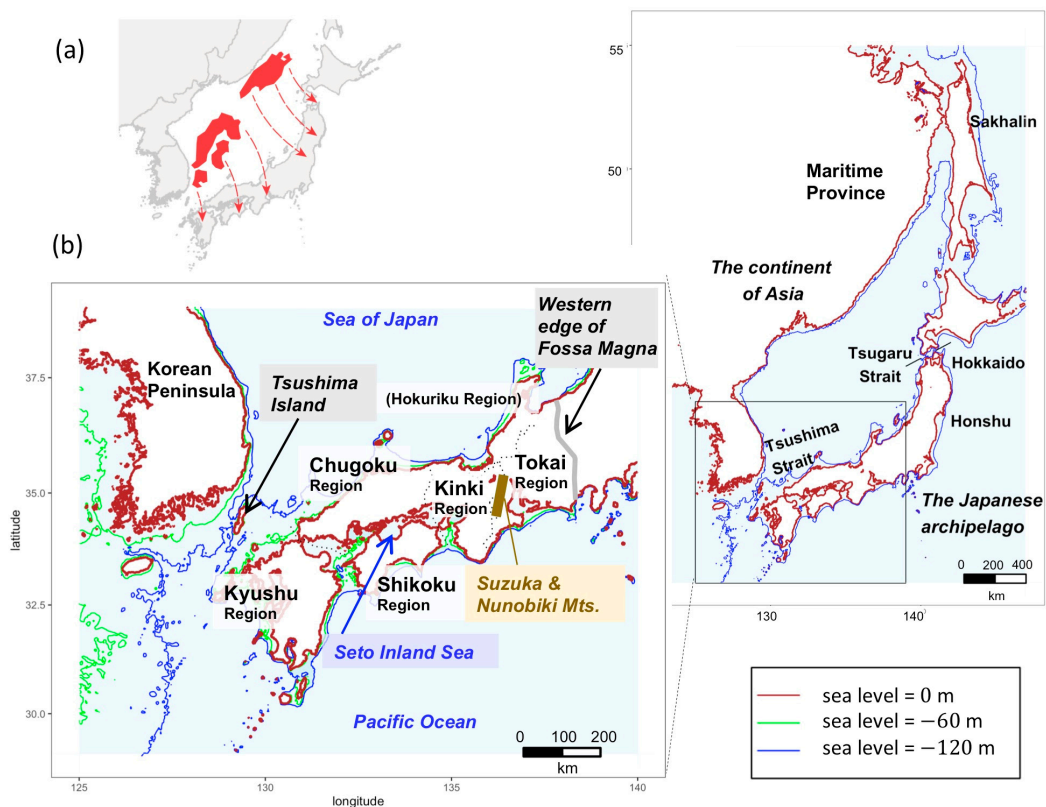 (a)
55
50
Sakhalin
Maritime
Province
The continent
of Asia
Tsugaru
Strait
Hokkaido
Honshu
Tsushima
Strait
The Japanese
archipelago
0 200 400
km
130
140
(b)
Sea of Japan
Western
edge of
Fossa Magna
Korean
Peninsula
Tsushima
Island
(Hokuriku Region)
Chugoku
Region
Tokai
Region
Kinki
Region
Kyushu
Region
Shikoku
Region
Suzuka &
Nunobiki Mts.
Seto Inland Sea
Pacific Ocean
0 100 200
km
37.5
35.0
32.5
30.0
latitude
125
130
135
140
longitude
sea level = 0 m
sea level = −60 m
sea level = −120 m